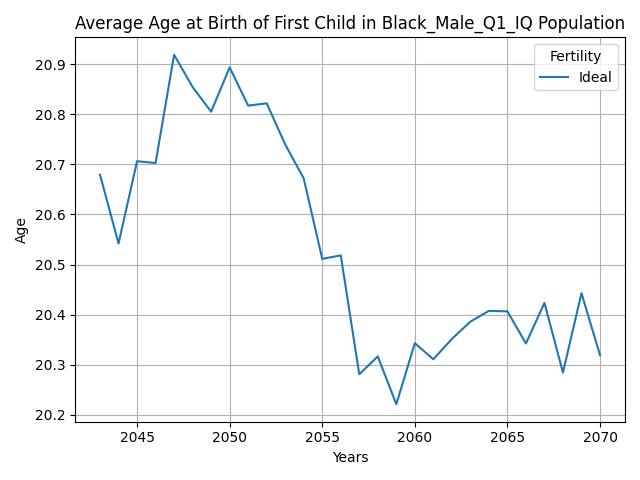 Average Age at Birth of First Child in Black_Male_Q1_IQ Population
Fertility
Ideal
20.9
20.8
20.7
20.6
20.5
20.4
20.3
20.2
Age
2045
2050
2055
2060
2065
2070
Years